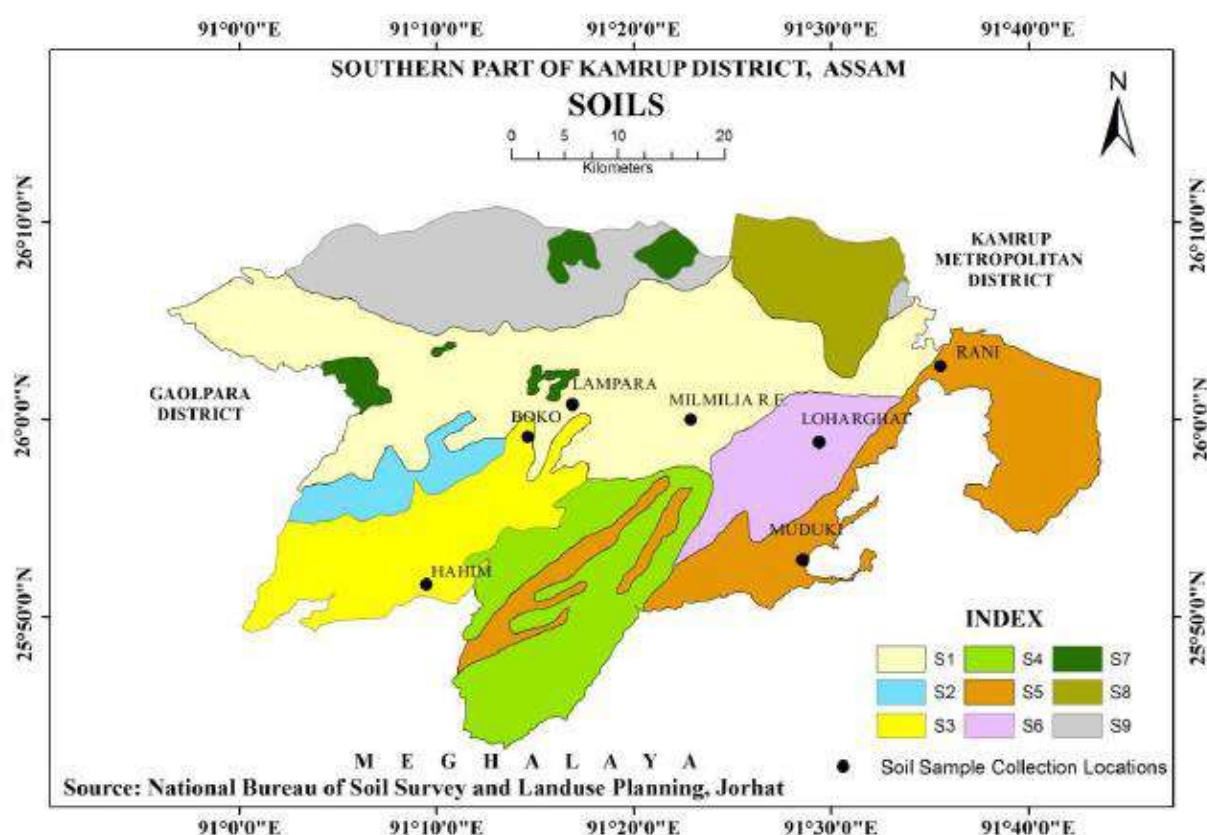 91°0'0"E 91°10'0"E 91°20'0"E 91°30'0"E 91°40'0"E
SOUTHERN PART OF KAMRUP DISTRICT, ASSAM
SOILS
N
0 5 10 20
Kilometers
26°10'0"N 26°10'0"N
KAMRUP
METROPOLITAN
DISTRICT
RANI
GAOLPARA
DISTRICT
LAMPARA
MILMILIA R.F.
BOKO
LOHARGHAT
26°0'0"N 26°0'0"N
MUDUKI
HAHIM
25°50'0"N 25°50'0"N
INDEX
S1 S4 S7
S2 S5 S8
S3 S6 S9
MEGHALAYA
Soil Sample Collection Locations
Source: National Bureau of Soil Survey and Landuse Planning, Jorhat
91°0'0"E 91°10'0"E 91°20'0"E 91°30'0"E 91°40'0"E